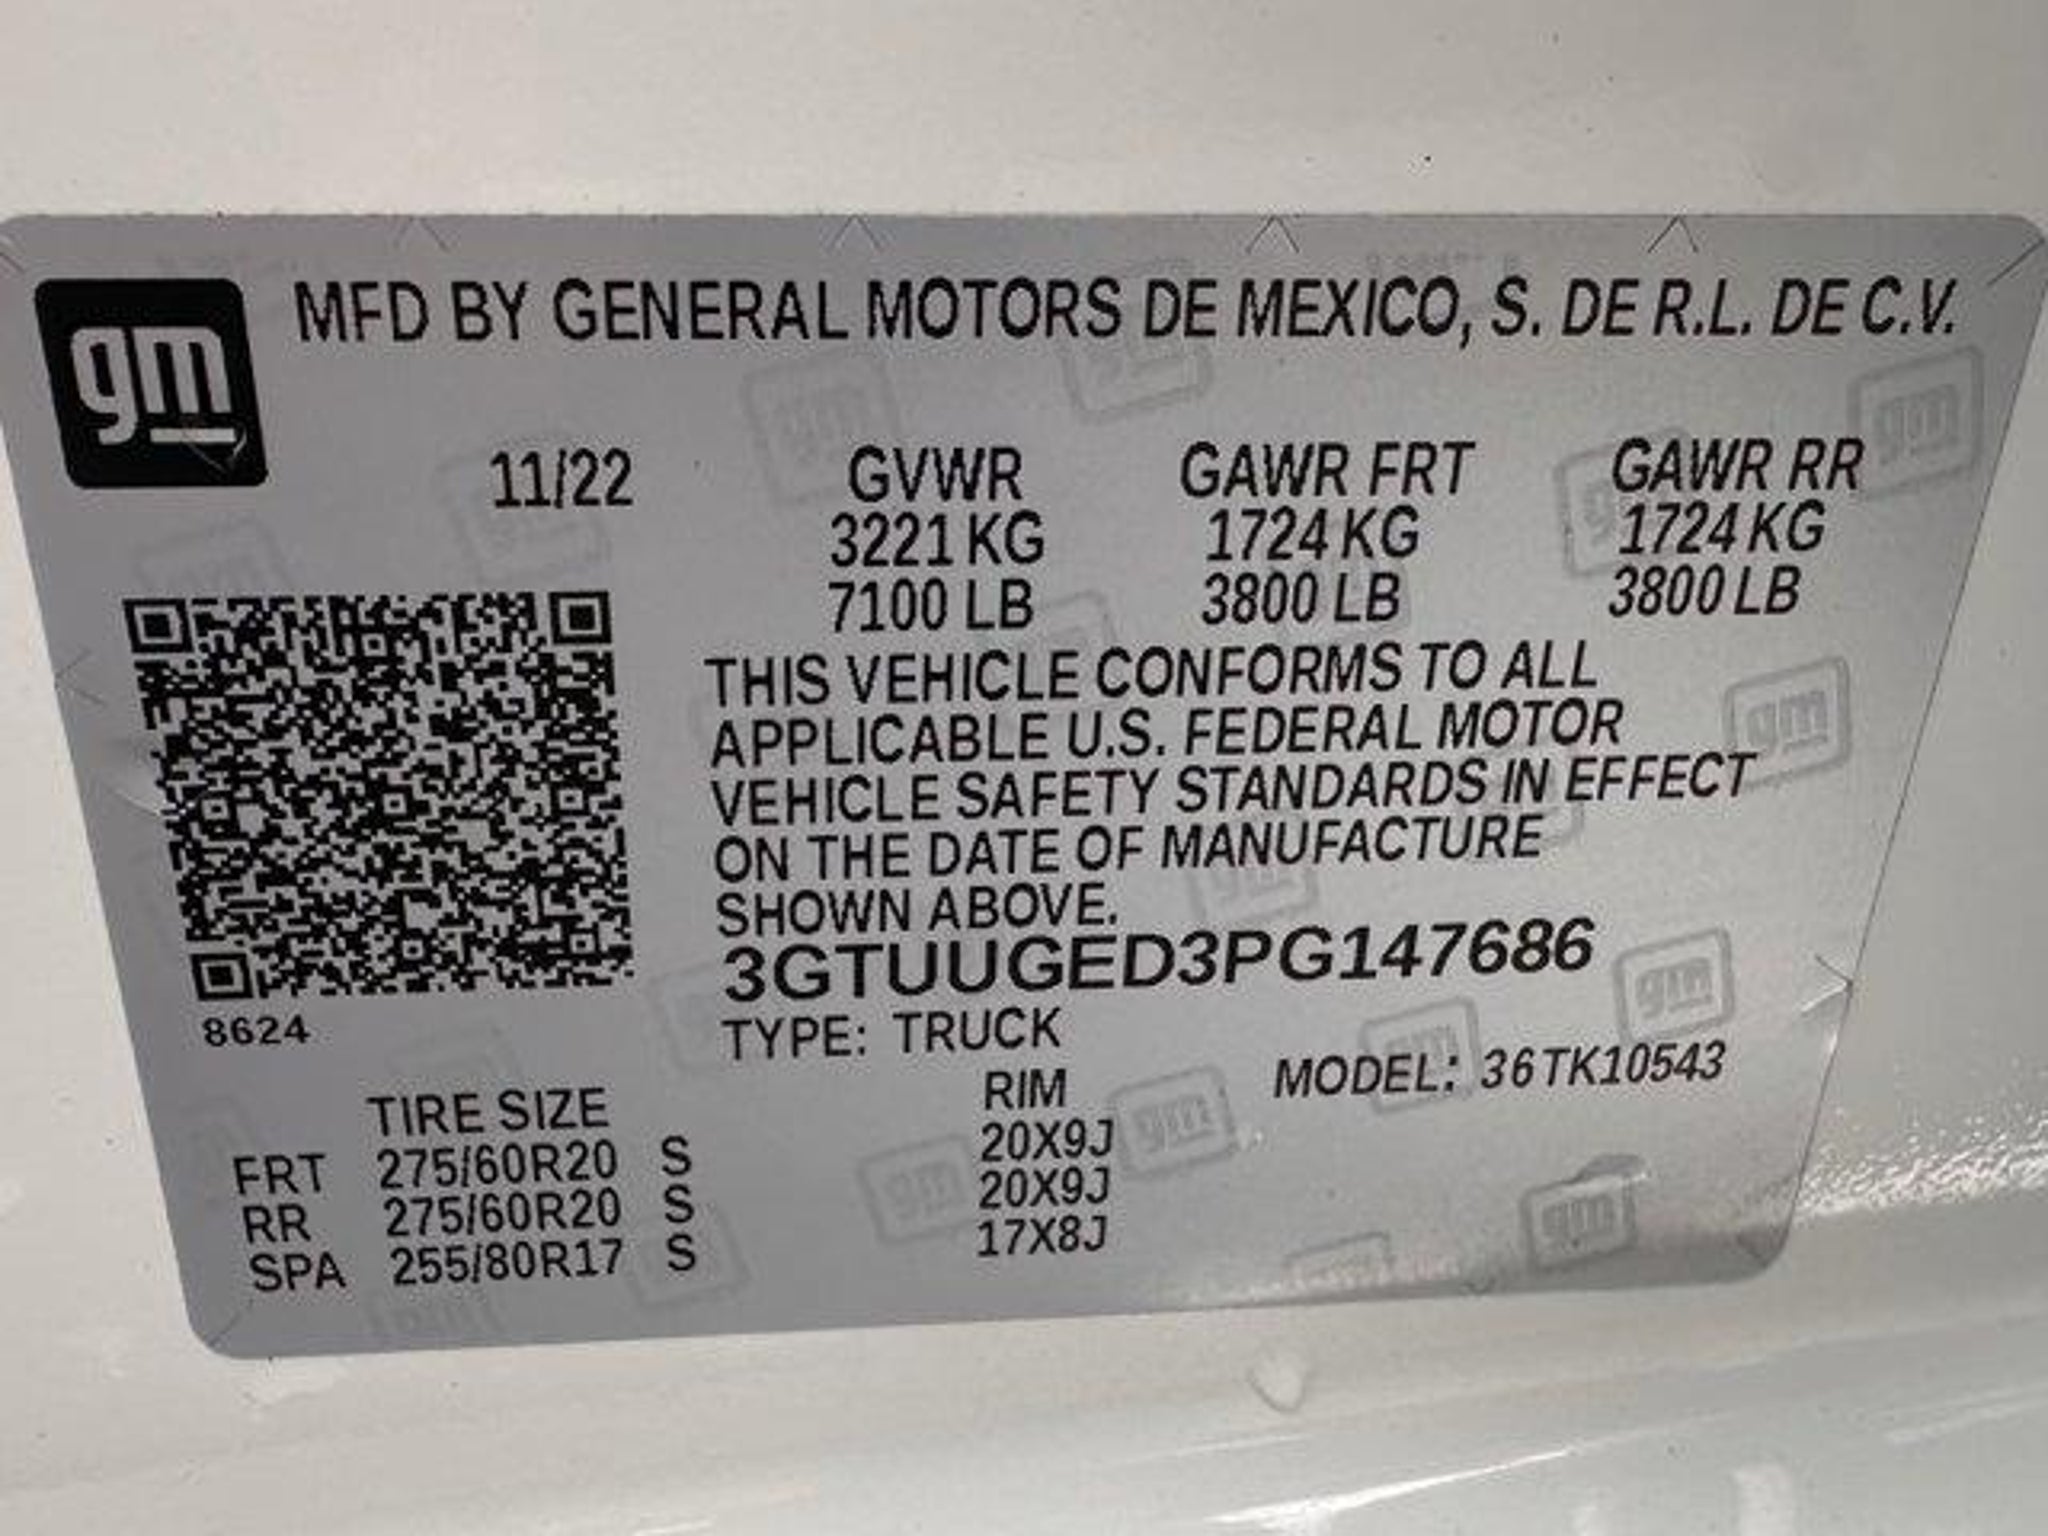 gm
MFD BY GENERAL MOTORS DE MEXICO, S. DE R.L. DE C.V.
11/22 GVWR GAWR FRT GAWR RR
3221 KG 1724 KG 1724 KG
7100 LB 3800 LB 3800 LB
THIS VEHICLE CONFORMS TO ALL
APPLICABLE U.S. FEDERAL MOTOR
VEHICLE SAFETY STANDARDS IN EFFECT
ON THE DATE OF MANUFACTURE
SHOWN ABOVE.
3GTUUGED3PG147686
8624
TYPE: TRUCK
MODEL: 36TK10543
TIRE SIZE RIM
FRT 275/60R20 S 20X9J
RR 275/60R20 S 20X9J
SPA 255/80R17 S 17X8J